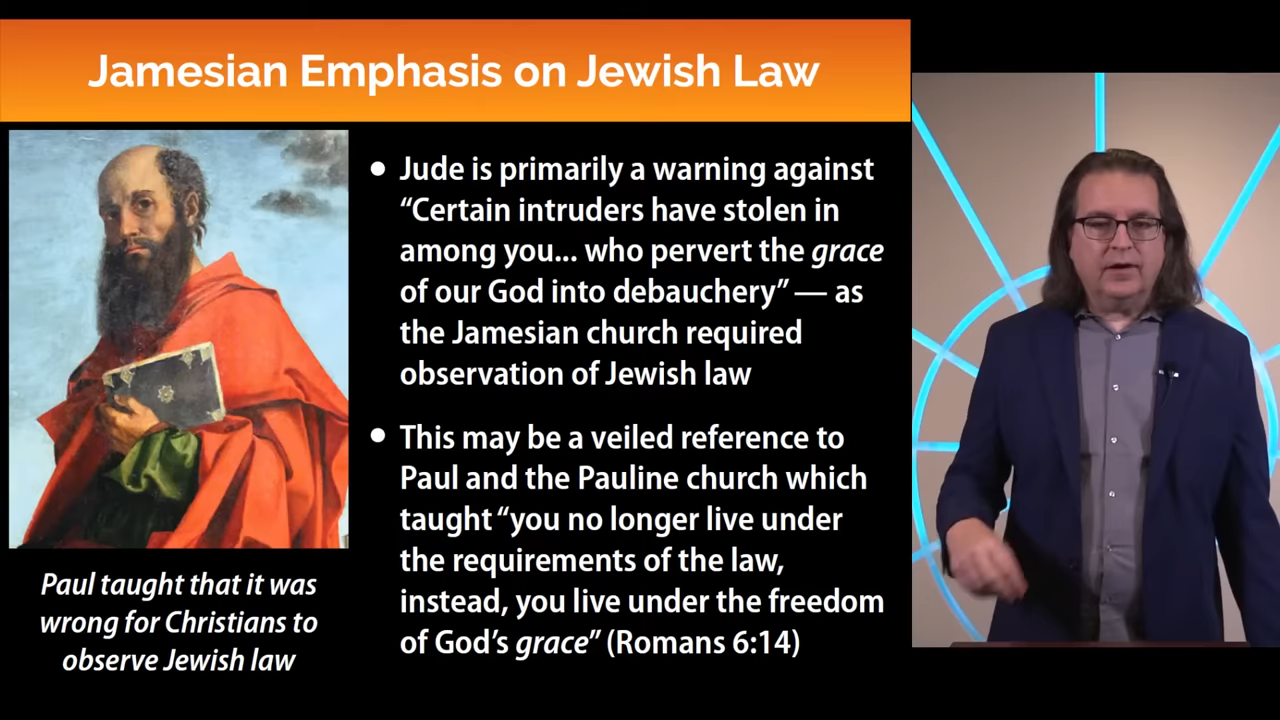 Jamesian Emphasis on Jewish Law
• Jude is primarily a warning against
“Certain intruders have stolen in
among you... who pervert the grace
of our God into debauchery” — as
the Jamesian church required
observation of Jewish law
• This may be a veiled reference to
Paul and the Pauline church which
taught “you no longer live under
the requirements of the law,
instead, you live under the freedom
of God’s grace” (Romans 6:14)
Paul taught that it was
wrong for Christians to
observe Jewish law